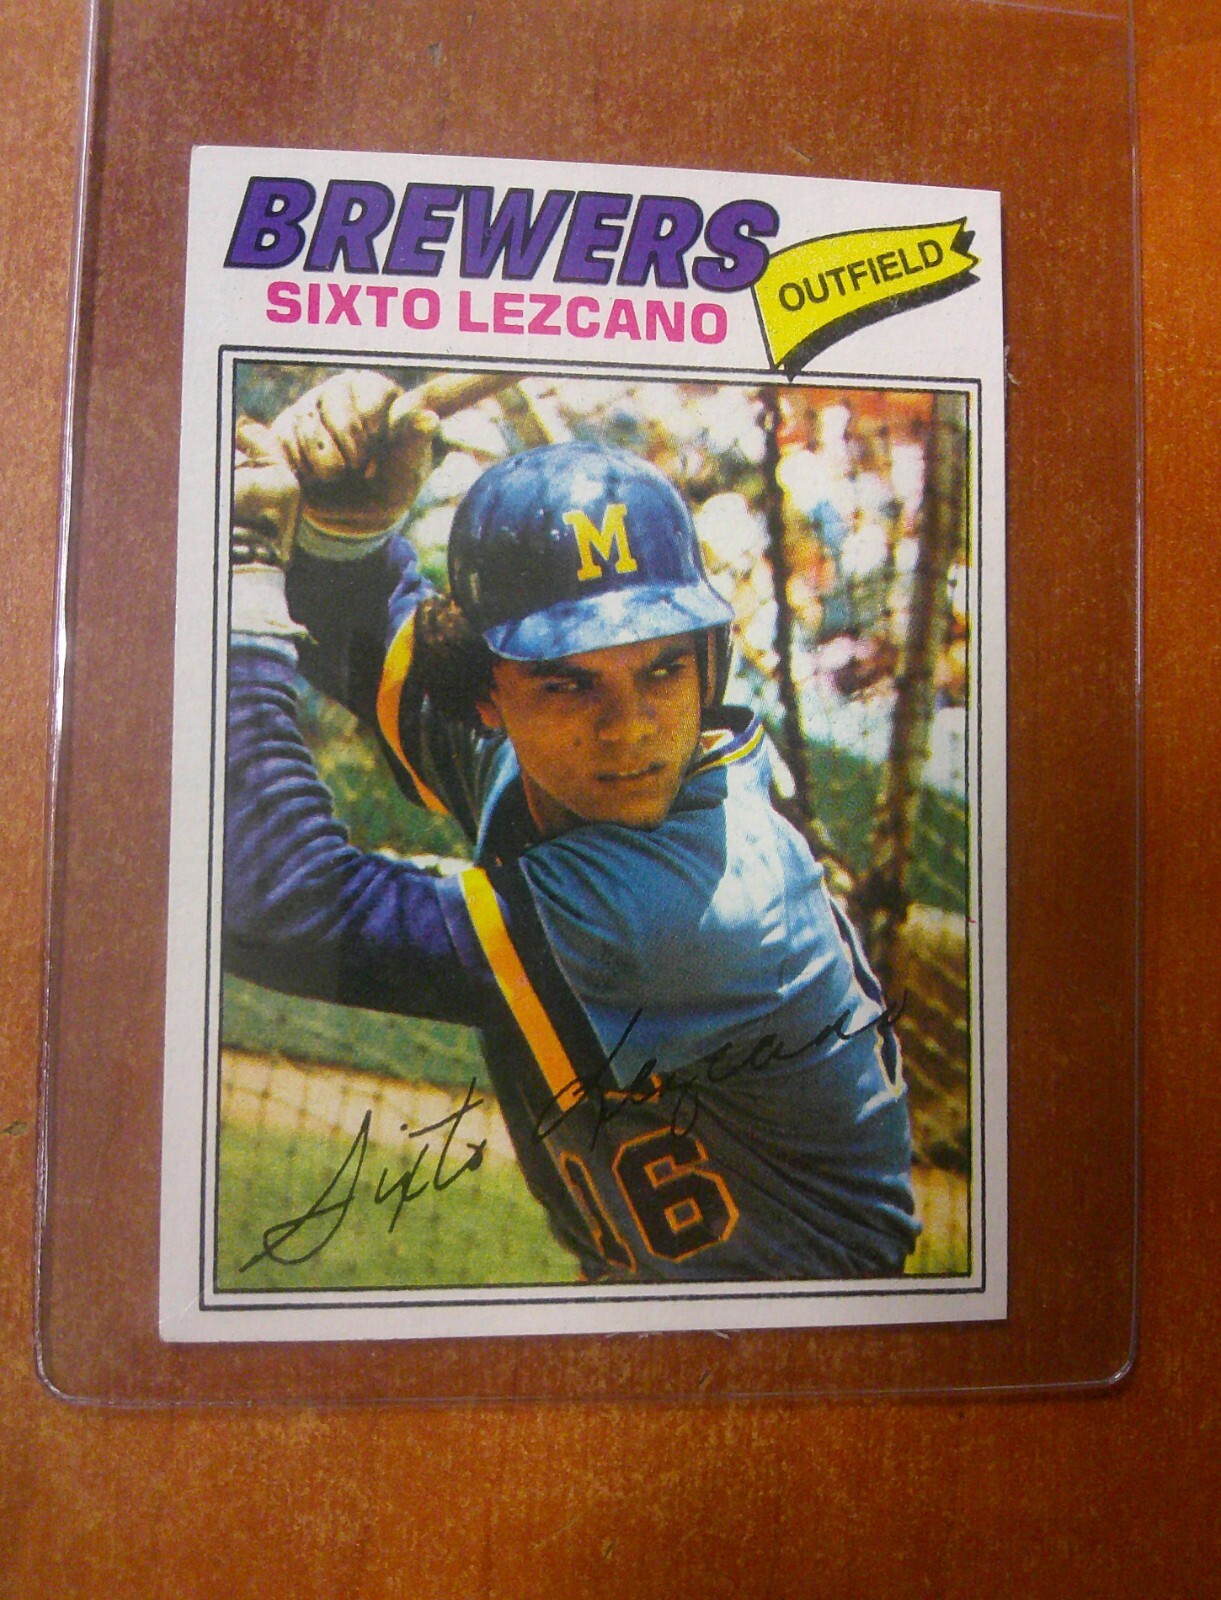 BREWERS
OUTFIELD
SIXTO LEZCANO
M
Sixto Lezcano
16